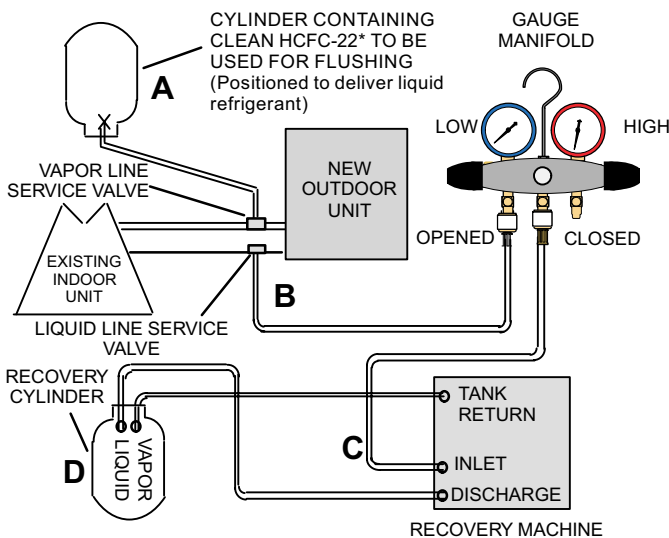 CYLINDER CONTAINING
CLEAN HCFC-22* TO BE
USED FOR FLUSHING
(Positioned to deliver liquid
refrigerant)
A
GAUGE
MANIFOLD
LOW
HIGH
VAPOR LINE
SERVICE VALVE
NEW
OUTDOOR
UNIT
OPENED
CLOSED
EXISTING
INDOOR
UNIT
B
LIQUID LINE SERVICE
VALVE
RECOVERY
CYLINDER
TANK
RETURN
C
D
LIQUID
VAPOR
INLET
DISCHARGE
RECOVERY MACHINE